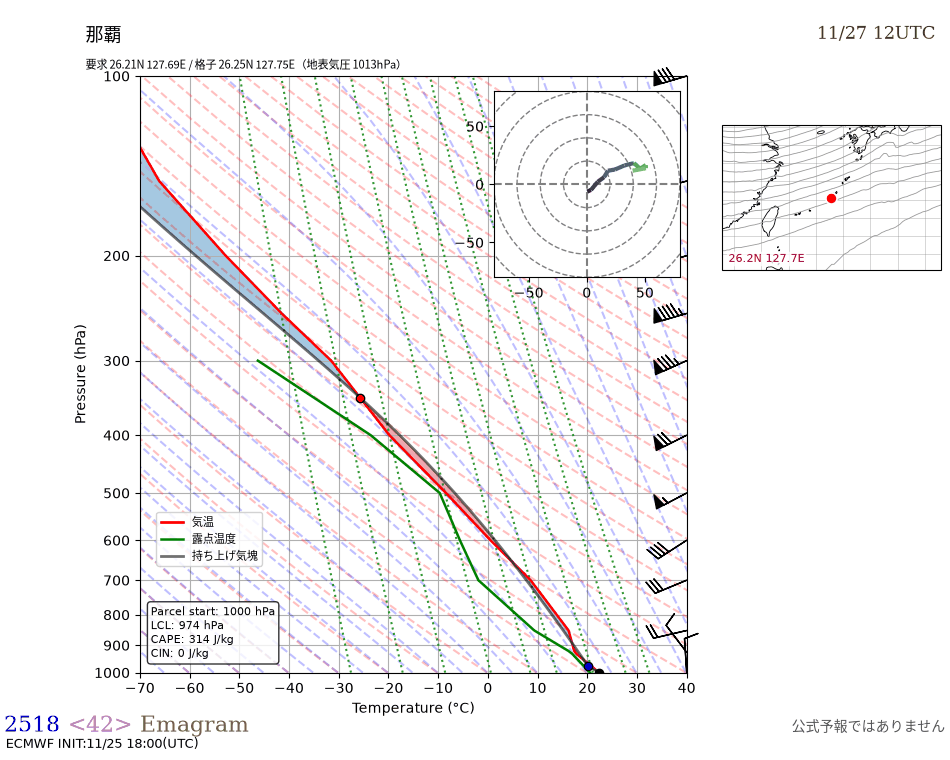 那覇
11/27 12UTC
要求 26.21N 127.69E / 格子 26.25N 127.75E（地表気圧 1013hPa）
100
200
300
400
500
600
700
800
900
1000
Pressure (hPa)
−70 −60 −50 −40 −30 −20 −10 0 10 20 30 40
Temperature (°C)
50
0
−50
−50 0 50
26.2N 127.7E
気温
露点温度
持ち上げ気塊
Parcel start: 1000 hPa
LCL: 974 hPa
CAPE: 314 J/kg
CIN: 0 J/kg
2518 <42> Emagram
公式予報ではありません
ECMWF INIT:11/25 18:00(UTC)